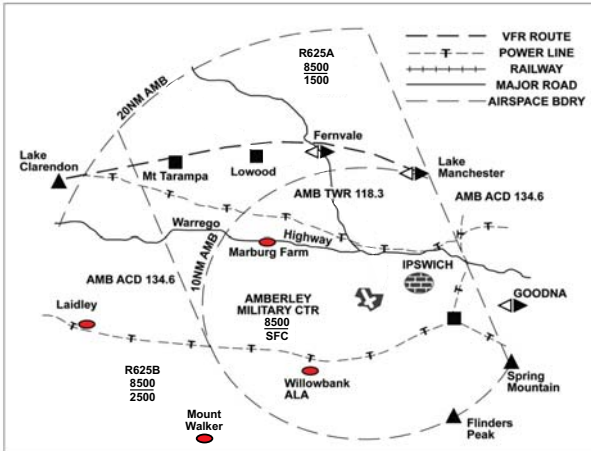 R625A
8500
1500
VFR ROUTE
POWER LINE
RAILWAY
MAJOR ROAD
AIRSPACE BDRY
20NM AMB
Fernvale
Lake
Clarendon
Mt Tarampa
Lowood
Lake
Manchester
AMB TWR 118.3
AMB ACD 134.6
Warrego
Highway
Marburg Farm
10NM AMB
AMB ACD 134.6
IPSWICH
Laidley
AMBERLEY
MILITARY CTR
8500
SFC
GOODNA
R625B
8500
2500
Willowbank
ALA
Spring
Mountain
Mount
Walker
Flinders
Peak